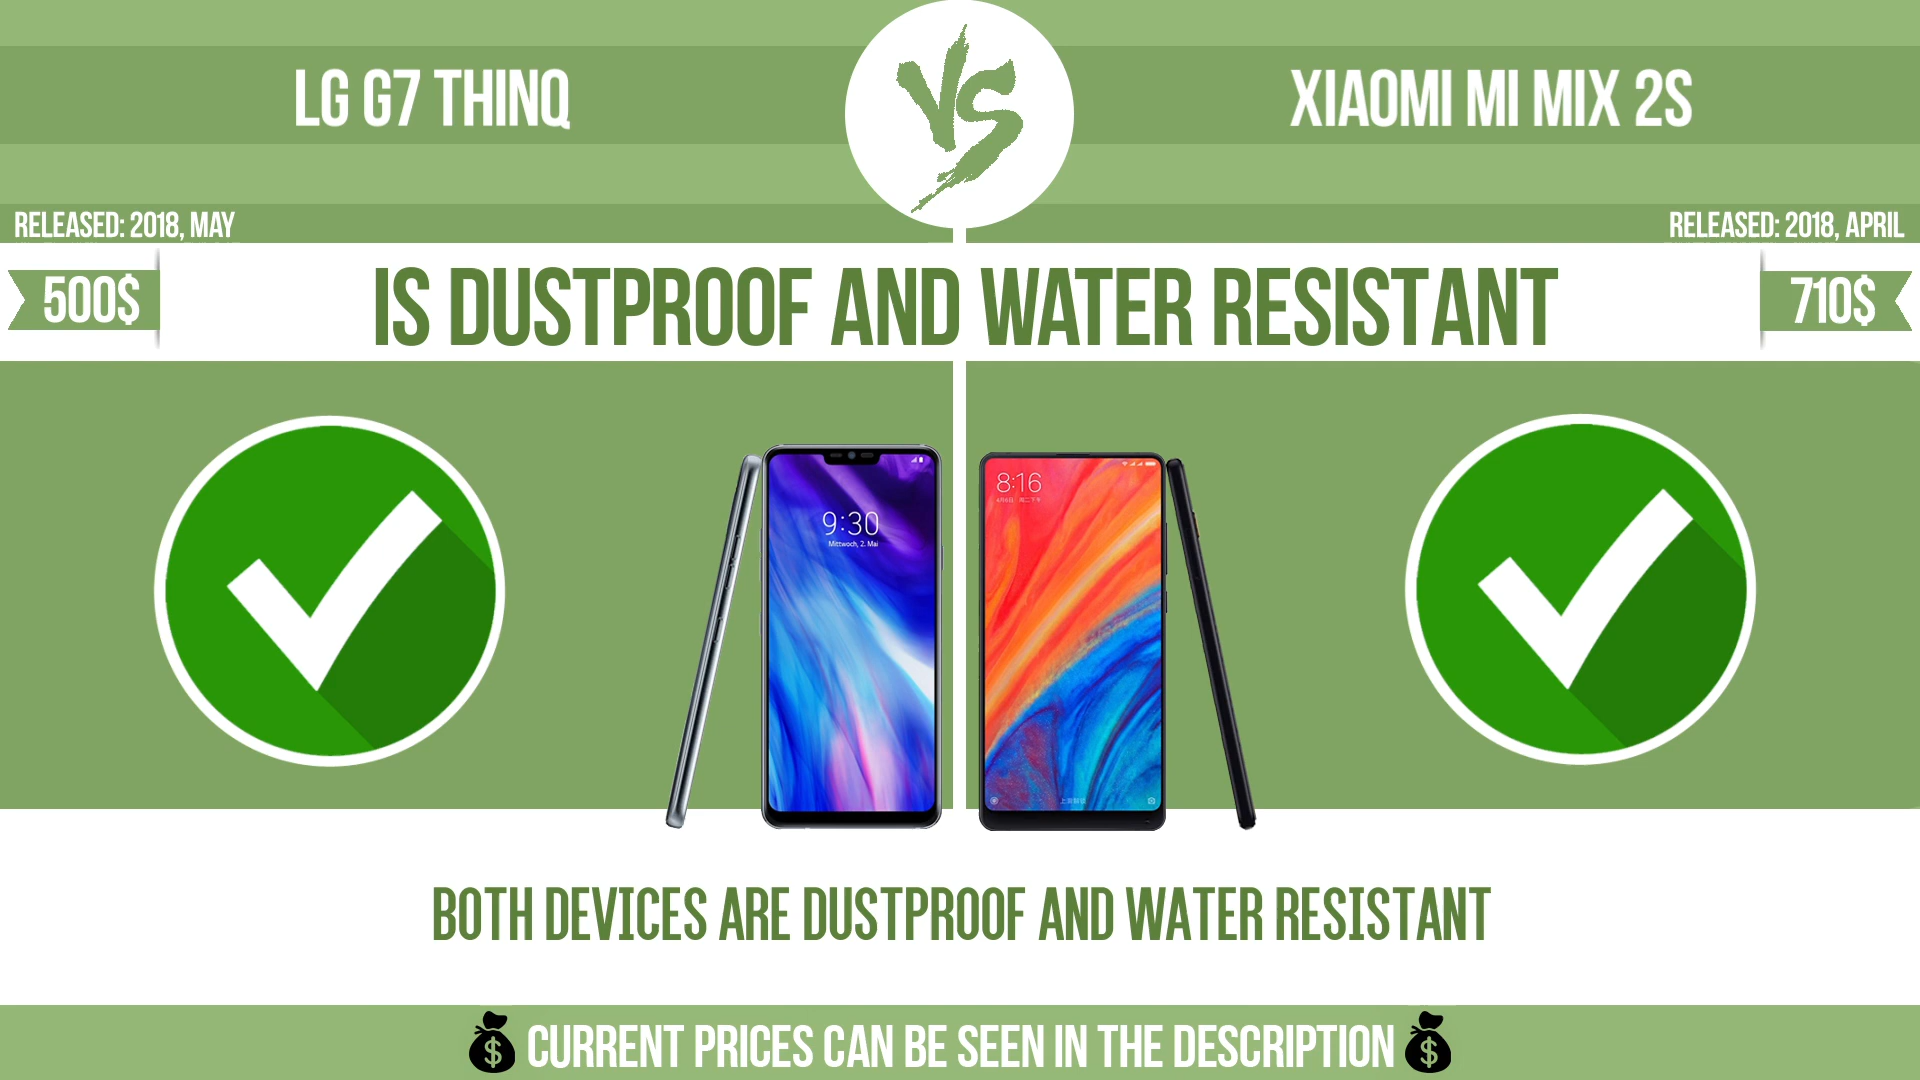 LG G7 THINQ
VS
XIAOMI MI MIX 2S
RELEASED: 2018, MAY
RELEASED: 2018, APRIL
500$
IS DUSTPROOF AND WATER RESISTANT
710$
9:30
Mittwoch, 2. Mai
8:16
BOTH DEVICES ARE DUSTPROOF AND WATER RESISTANT
$ CURRENT PRICES CAN BE SEEN IN THE DESCRIPTION $